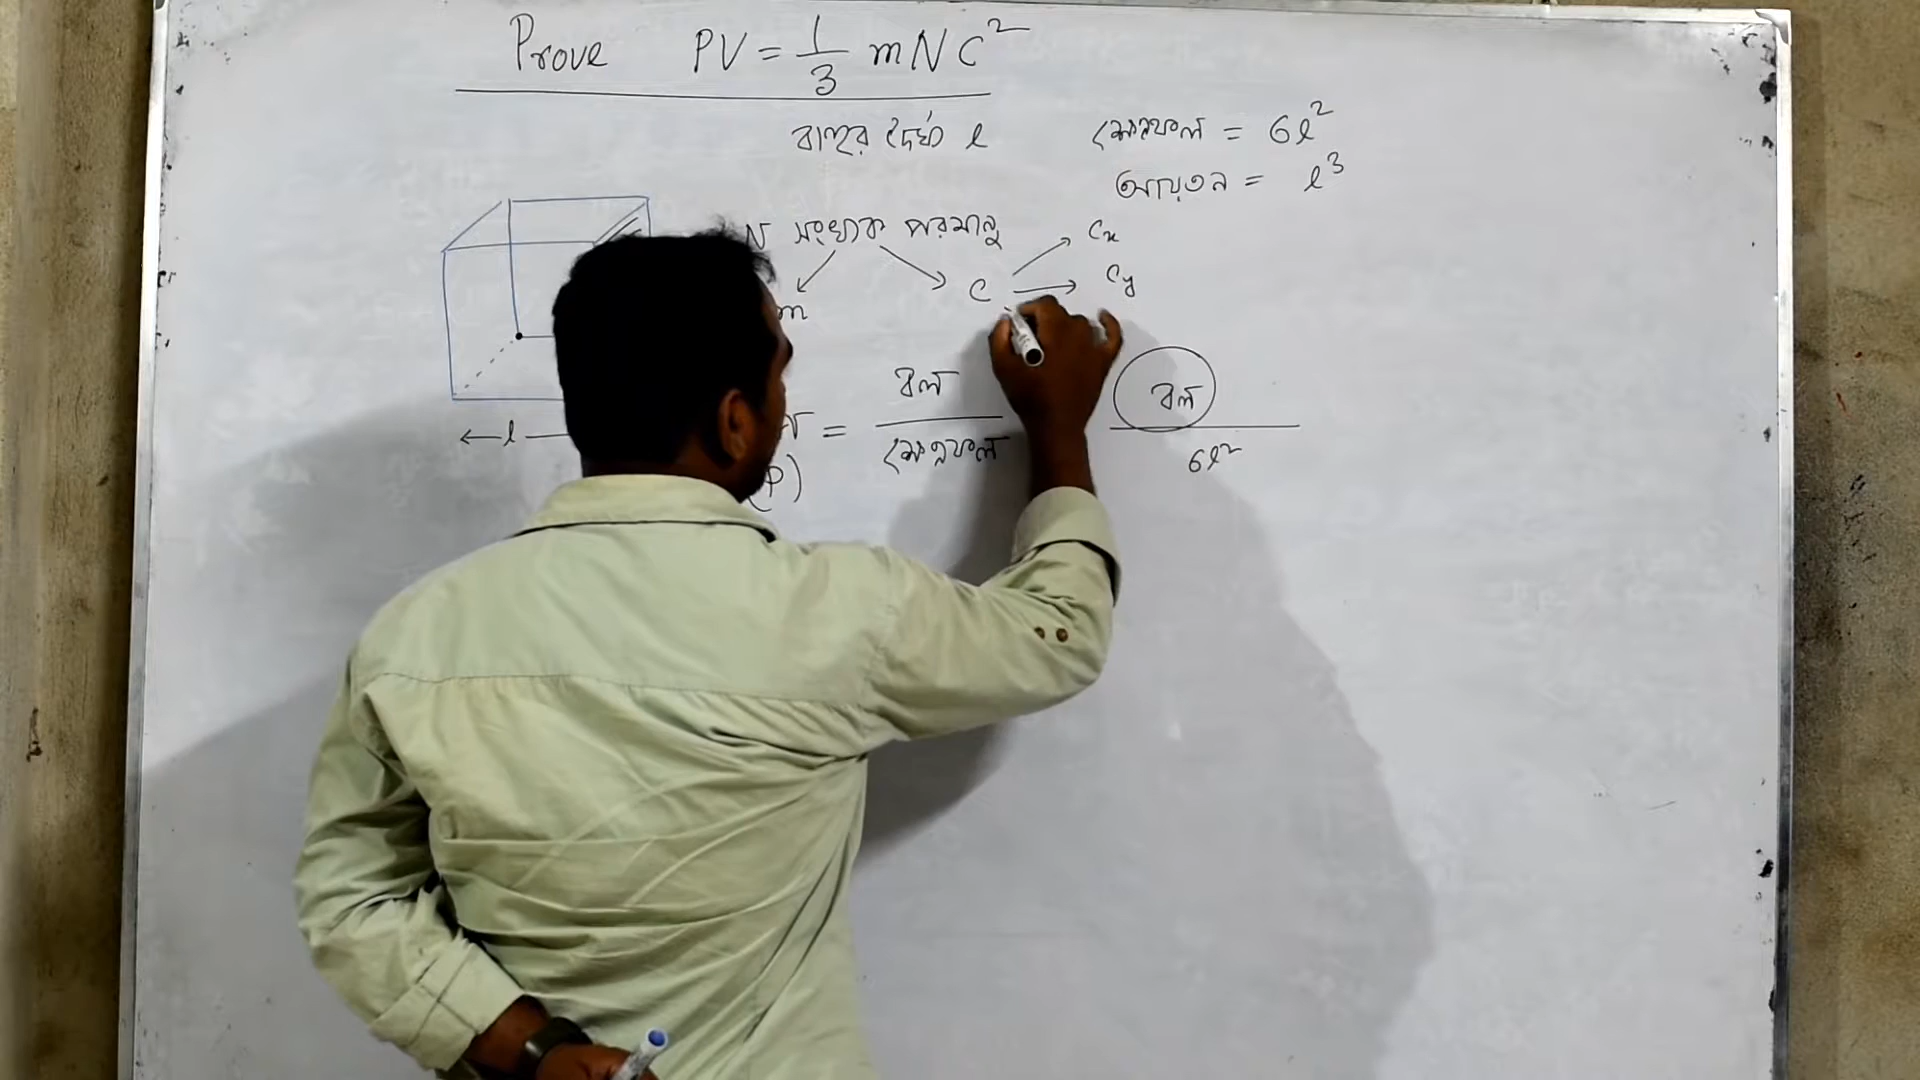 Prove PV = 1/3 mNC²
বাহুর দৈর্ঘ্য l
ক্ষেত্রফল = 6l²
আয়তন = l³
N সংখ্যক পরমানু
m
C
Cx
Cy
l
= বল / ক্ষেত্রফল
বল / 6l²
(P)